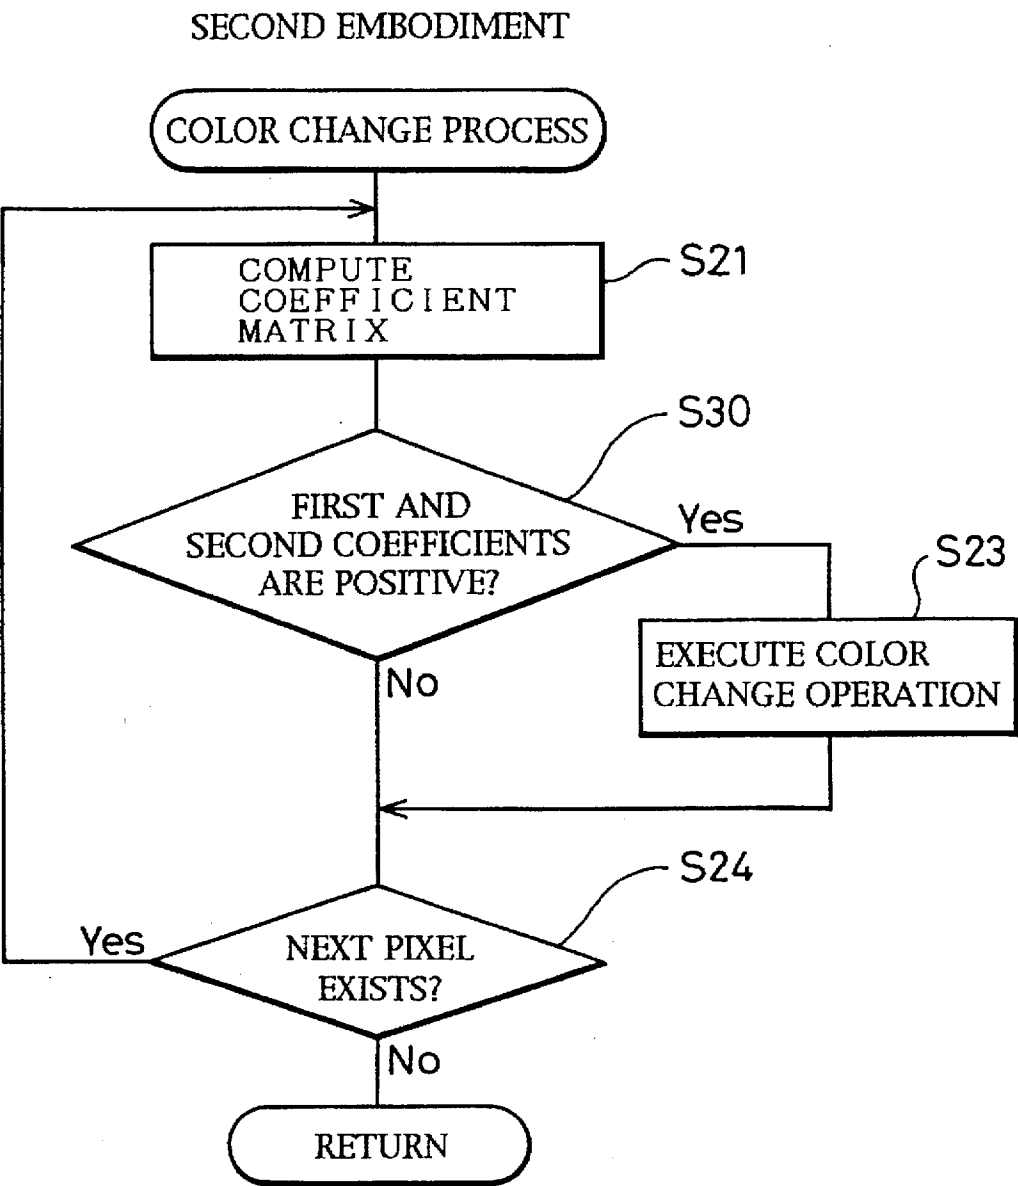 SECOND EMBODIMENT
COLOR CHANGE PROCESS
COMPUTE
COEFFICIENT
MATRIX
S21
S30
FIRST AND
SECOND COEFFICIENTS
ARE POSITIVE?
Yes
S23
EXECUTE COLOR
CHANGE OPERATION
No
S24
Yes
NEXT PIXEL
EXISTS?
No
RETURN